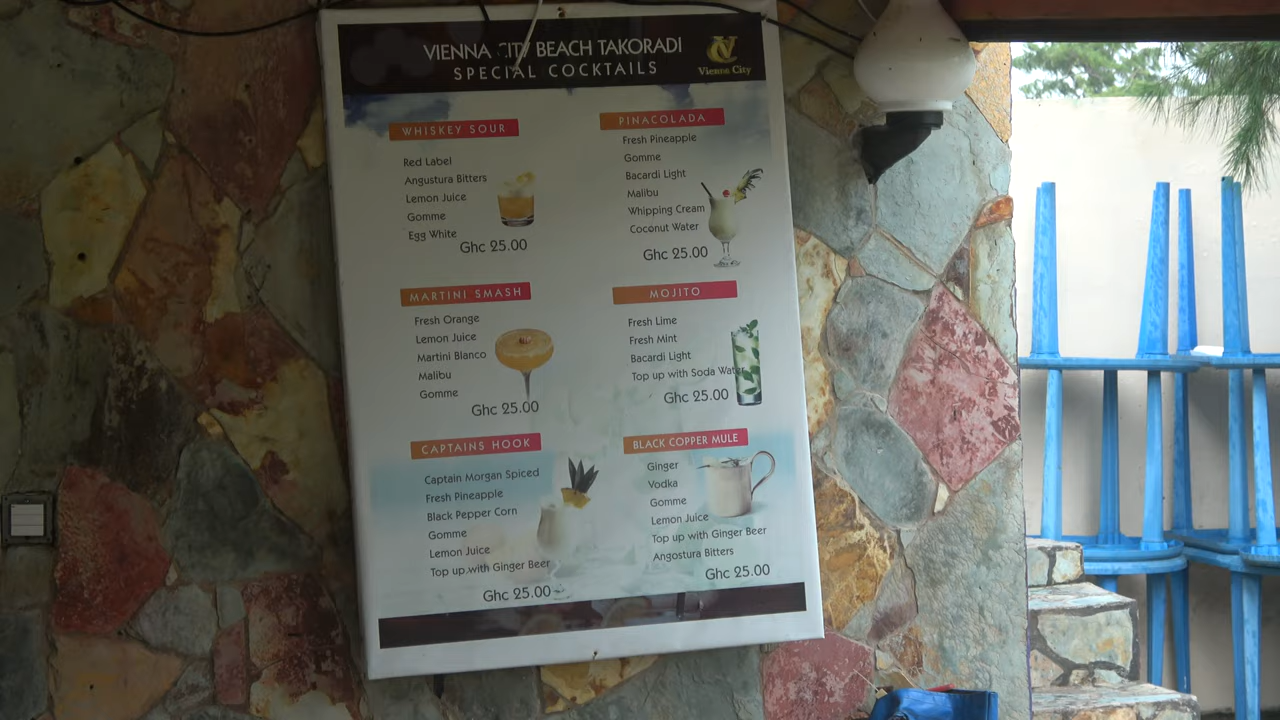 VIENNA CITY BEACH TAKORADI
SPECIAL COCKTAILS
Vienna City
WHISKEY SOUR
Red Label
Angustura Bitters
Lemon Juice
Gomme
Egg White
Ghc 25.00
PINACOLADA
Fresh Pineapple
Gomme
Bacardi Light
Malibu
Whipping Cream
Coconut Water
Ghc 25.00
MARTINI SMASH
Fresh Orange
Lemon Juice
Martini Bianco
Malibu
Gomme
Ghc 25.00
MOJITO
Fresh Lime
Fresh Mint
Bacardi Light
Top up with Soda Water
Ghc 25.00
CAPTAINS HOOK
Captain Morgan Spiced
Fresh Pineapple
Black Pepper Corn
Gomme
Lemon Juice
Top up with Ginger Beer
Ghc 25.00
BLACK COPPER MULE
Ginger
Vodka
Gomme
Lemon Juice
Top up with Ginger Beer
Angostura Bitters
Ghc 25.00